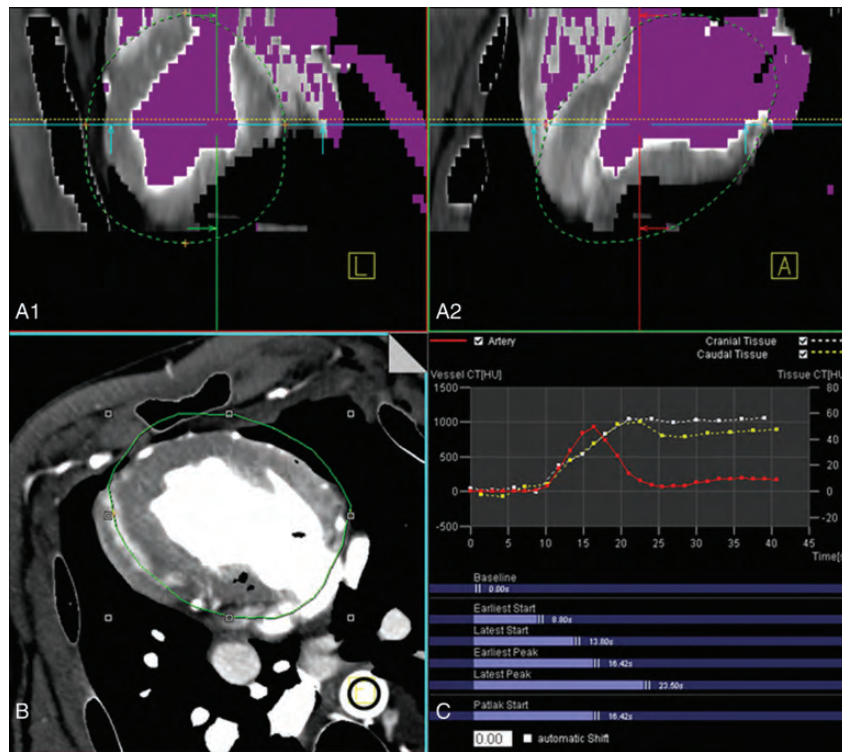 L
A
A1
A2
B
C
Artery
Cranial Tissue
Caudal Tissue
Vessel CT[HU]
Tissue CT[HU]
1500
1000
500
0
-500
80
60
40
20
0
-20
0 5 10 15 20 25 30 35 40 45
Time[s]
Baseline
0.00s
Earliest Start
8.80s
Latest Start
13.80s
Earliest Peak
16.42s
Latest Peak
23.50s
Patlak Start
16.42s
0.00 automatic Shift